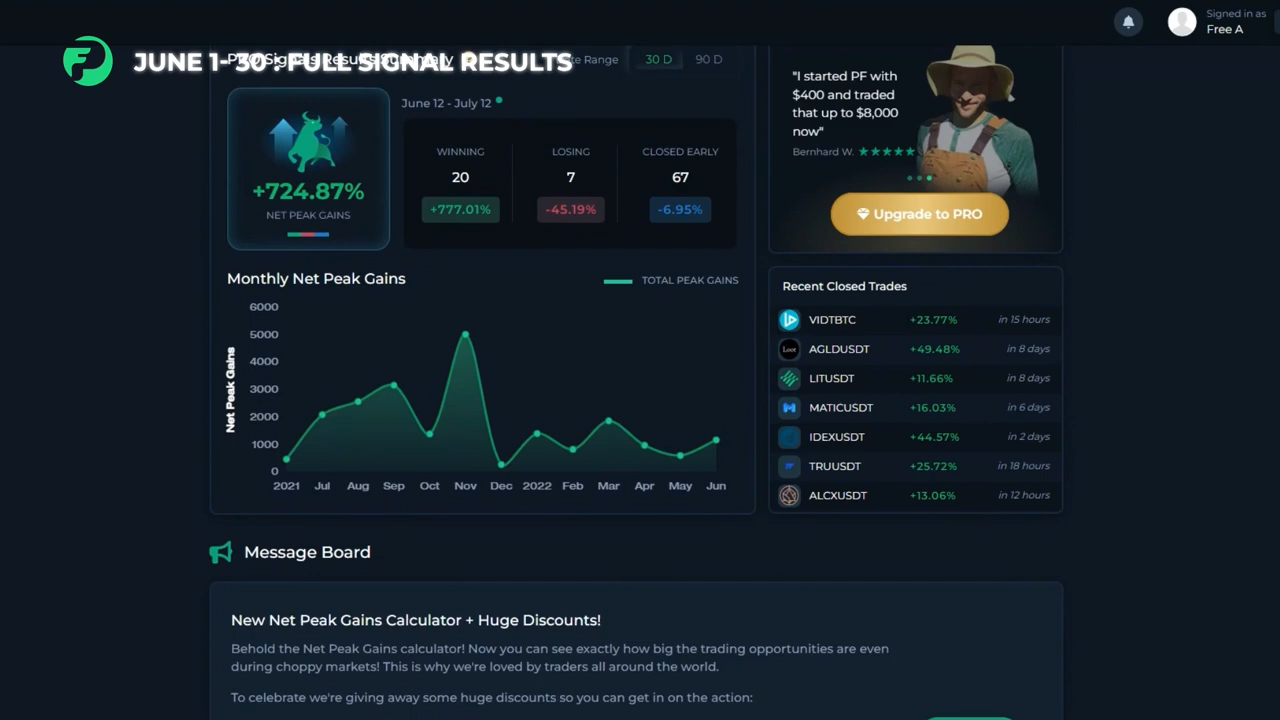 Signed in as
Free A
JUNE 1- 30 : FULL SIGNAL RESULTS
PRO Signals Results Summary
te Range
30 D
90 D
June 12 - July 12
+724.87%
NET PEAK GAINS
WINNING
LOSING
CLOSED EARLY
20
7
67
+777.01%
-45.19%
-6.95%
Monthly Net Peak Gains
TOTAL PEAK GAINS
Net Peak Gains
6000
5000
4000
3000
2000
1000
0
2021 Jul Aug Sep Oct Nov Dec 2022 Feb Mar Apr May Jun
"I started PF with
$400 and traded
that up to $8,000
now"
Bernhard W. ★★★★★
Upgrade to PRO
Recent Closed Trades
VIDTBTC +23.77% in 15 hours
Loot AGLDUSDT +49.48% in 8 days
LITUSDT +11.66% in 8 days
MATICUSDT +16.03% in 6 days
IDEXUSDT +44.57% in 2 days
TRUUSDT +25.72% in 18 hours
ALCXUSDT +13.06% in 12 hours
Message Board
New Net Peak Gains Calculator + Huge Discounts!
Behold the Net Peak Gains calculator! Now you can see exactly how big the trading opportunities are even
during choppy markets! This is why we're loved by traders all around the world.
To celebrate we're giving away some huge discounts so you can get in on the action: